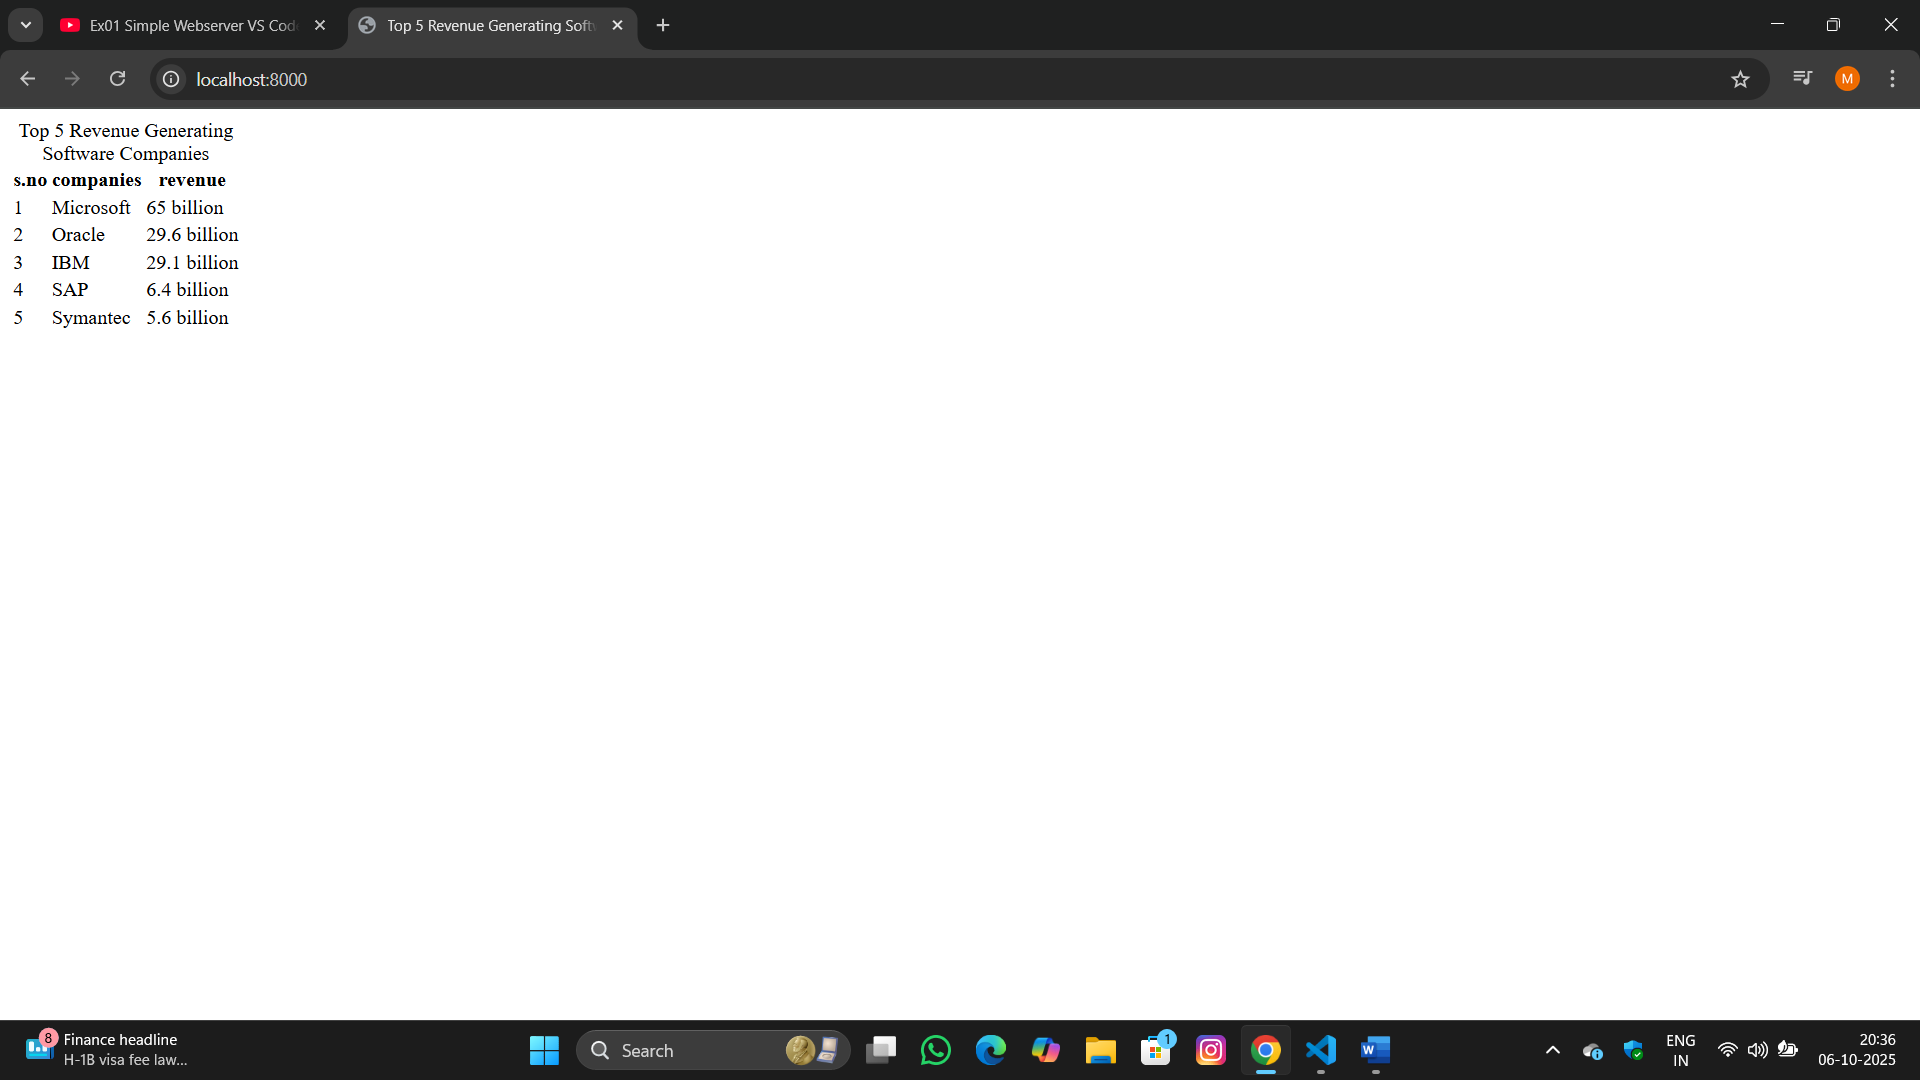 Ex01 Simple Webserver VS Cod
Top 5 Revenue Generating Soft
localhost:8000
M
Top 5 Revenue Generating
Software Companies
s.no companies revenue
1 Microsoft 65 billion
2 Oracle 29.6 billion
3 IBM 29.1 billion
4 SAP 6.4 billion
5 Symantec 5.6 billion
8
Finance headline
H-1B visa fee law...
Search
1
W
ENG
IN
20:36
06-10-2025